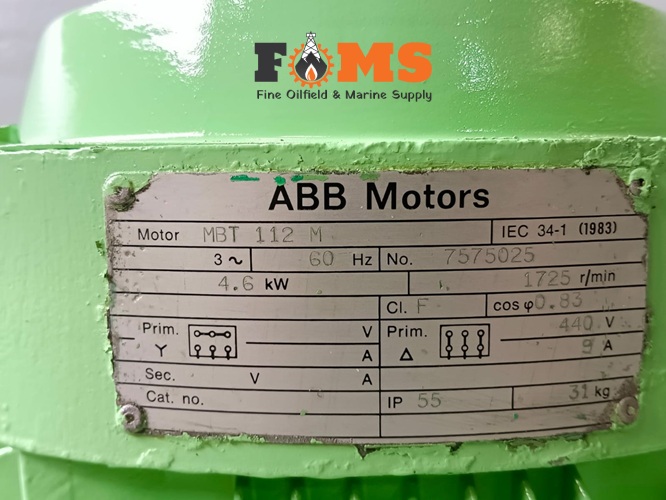 FOMS
Fine Oilfield & Marine Supply
ABB Motors
Motor MBT 112 M IEC 34-1 (1983)
3 ~ 60 Hz No. 7575025
4.6 kW 1725 r/min
Cl. F cos φ 0.83
Prim. V Prim. 440 V
Y A Δ 9 A
Sec. V A
Cat. no. IP 55 31 kg